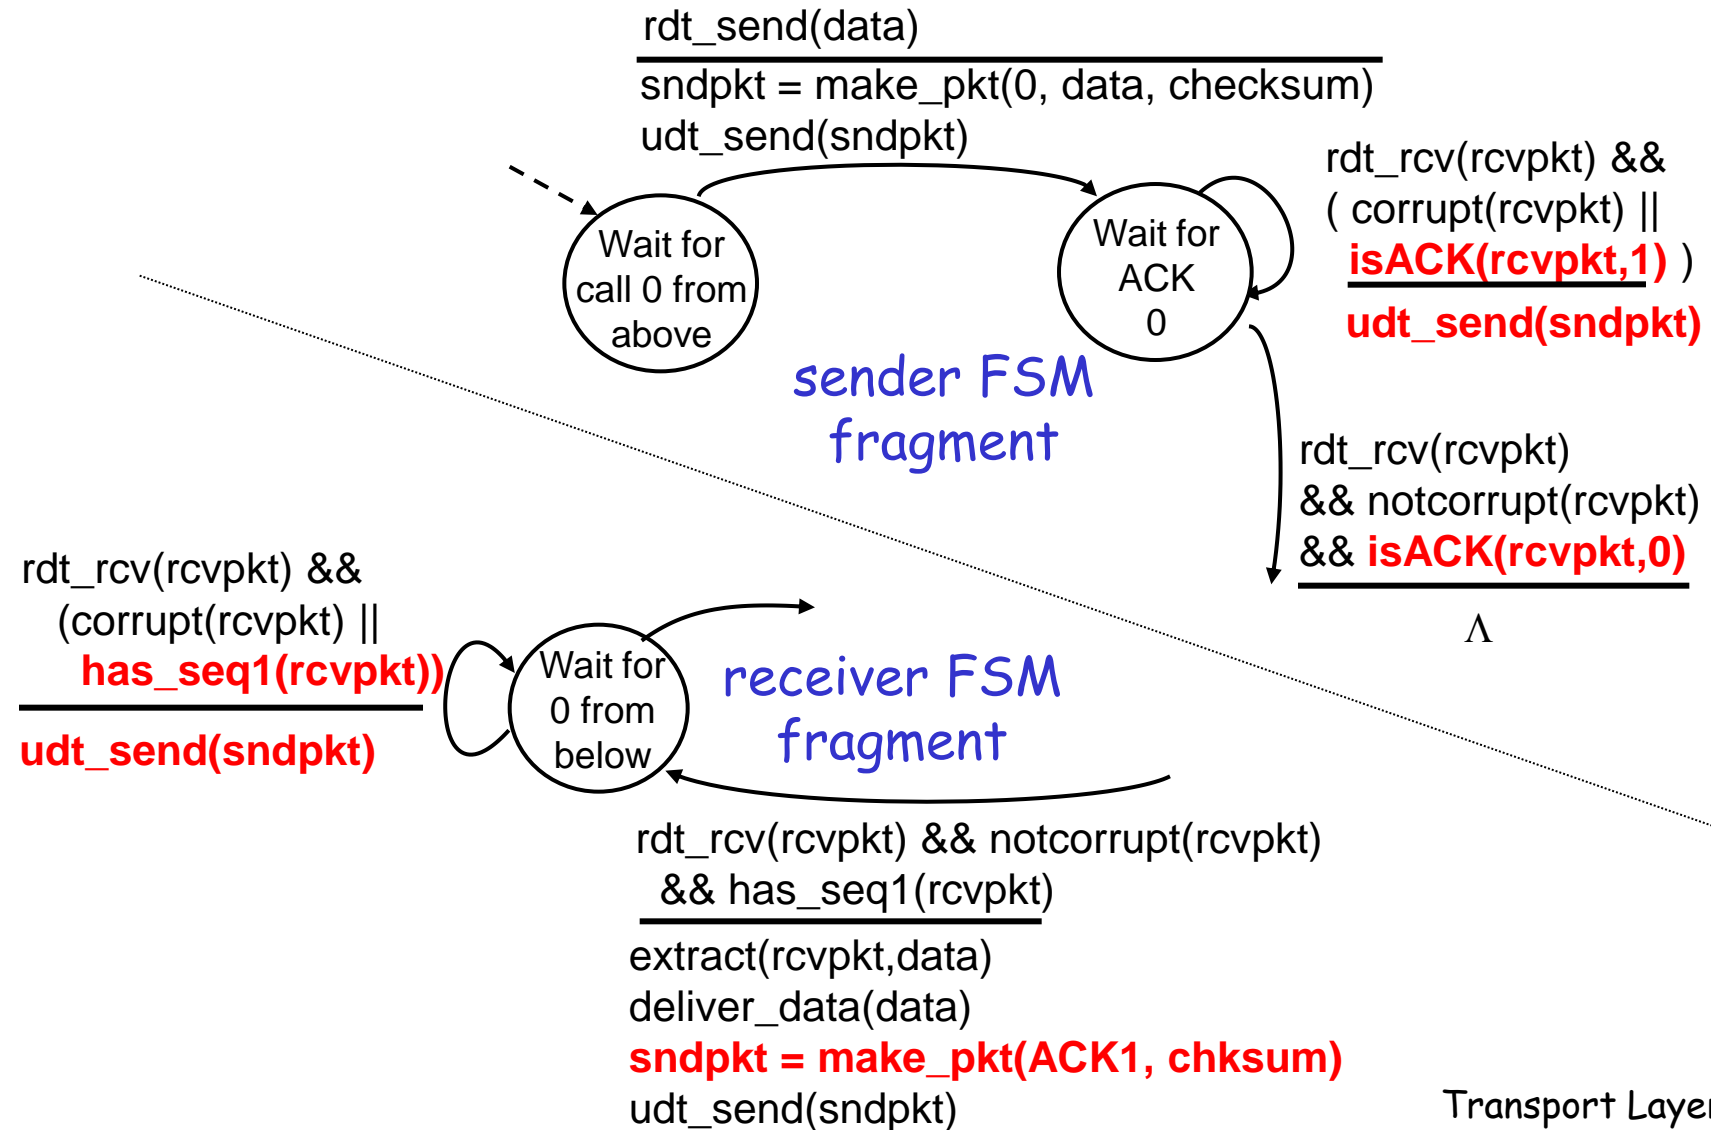 rdt_send(data)
sndpkt = make_pkt(0, data, checksum)
udt_send(sndpkt)
Wait for
call 0 from
above
Wait for
ACK
0
rdt_rcv(rcvpkt) &&
( corrupt(rcvpkt) ||
isACK(rcvpkt,1) )
udt_send(sndpkt)
sender FSM
fragment
rdt_rcv(rcvpkt)
&& notcorrupt(rcvpkt)
&& isACK(rcvpkt,0)
Λ
rdt_rcv(rcvpkt) &&
(corrupt(rcvpkt) ||
has_seq1(rcvpkt))
udt_send(sndpkt)
Wait for
0 from
below
receiver FSM
fragment
rdt_rcv(rcvpkt) && notcorrupt(rcvpkt)
&& has_seq1(rcvpkt)
extract(rcvpkt,data)
deliver_data(data)
sndpkt = make_pkt(ACK1, chksum)
udt_send(sndpkt)
Transport Layer